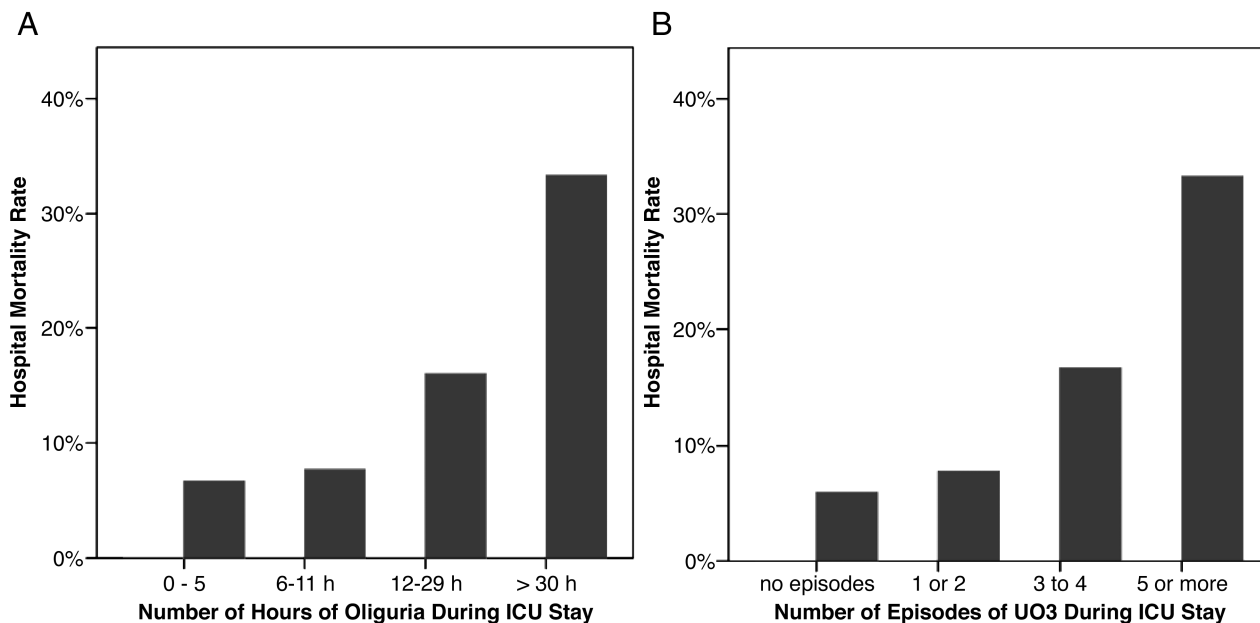 A
Hospital Mortality Rate
40%
30%
20%
10%
0%
0 - 5 6-11 h 12-29 h > 30 h
Number of Hours of Oliguria During ICU Stay
B
Hospital Mortality Rate
40%
30%
20%
10%
0%
no episodes 1 or 2 3 to 4 5 or more
Number of Episodes of UO3 During ICU Stay